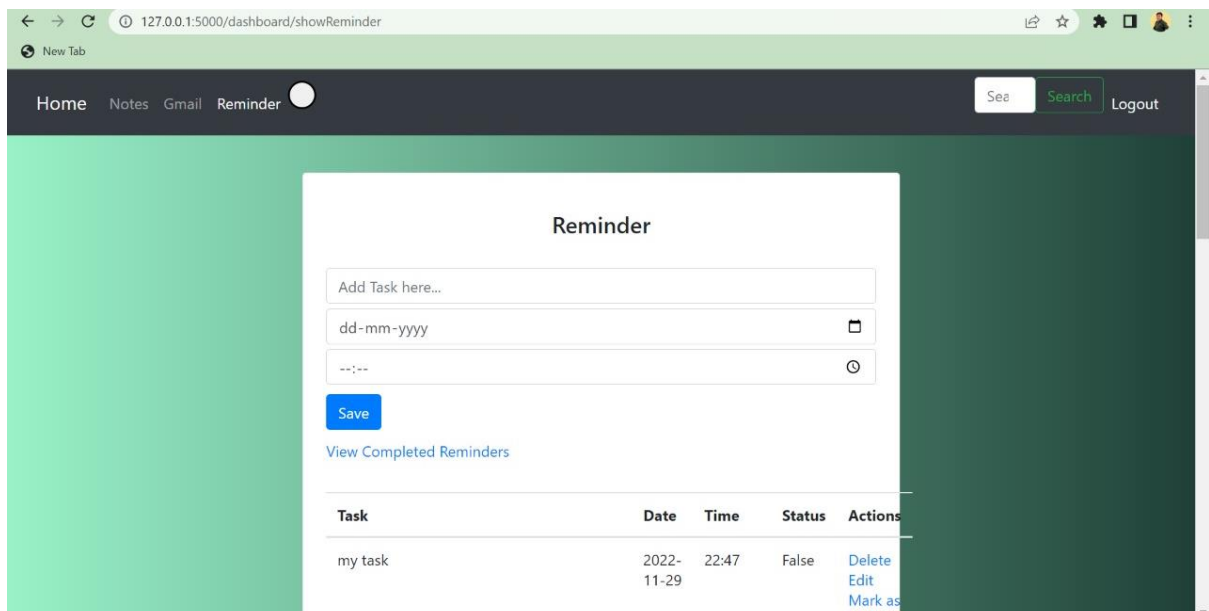 127.0.0.1:5000/dashboard/showReminder
New Tab
Home Notes Gmail Reminder Sea Search Logout
Reminder
Add Task here...
dd-mm-yyyy
--:--
Save
View Completed Reminders
Task Date Time Status Actions
my task 2022- 22:47 False Delete
11-29 Edit
Mark as